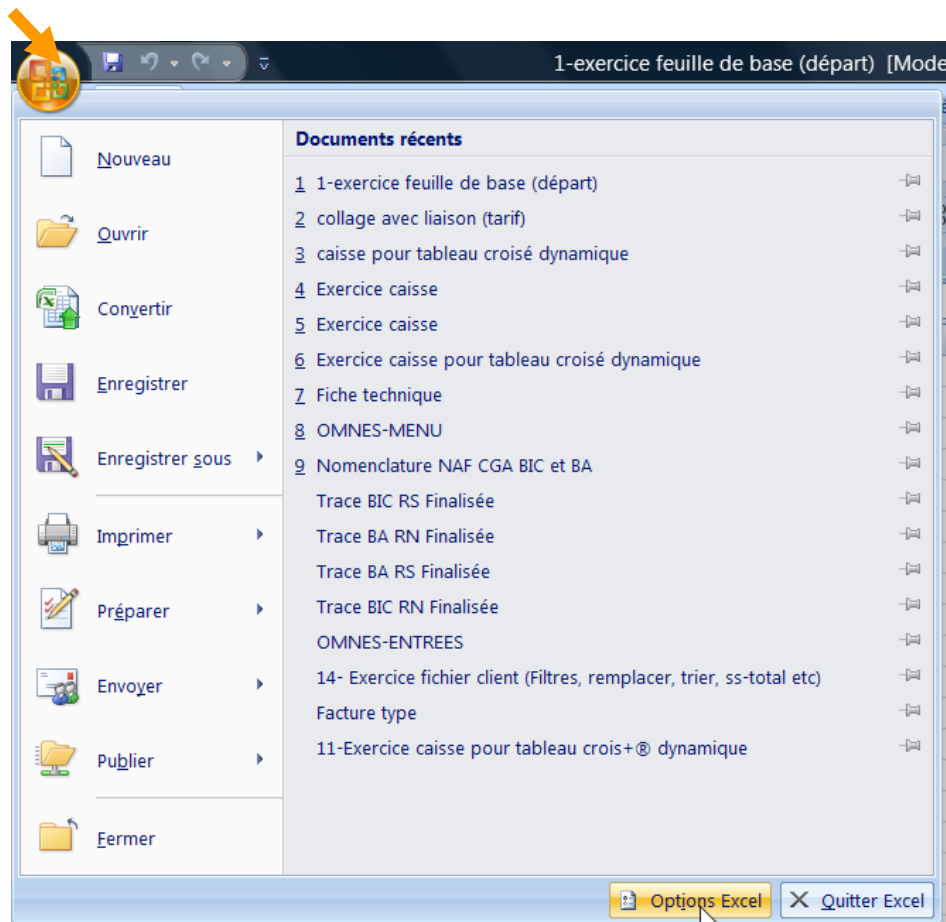 1-exercice feuille de base (départ) [Mode
Nouveau
Ouvrir
Convertir
Enregistrer
Enregistrer sous
Imprimer
Préparer
Envoyer
Publier
Fermer
Documents récents
1 1-exercice feuille de base (départ)
2 collage avec liaison (tarif)
3 caisse pour tableau croisé dynamique
4 Exercice caisse
5 Exercice caisse
6 Exercice caisse pour tableau croisé dynamique
7 Fiche technique
8 OMNES-MENU
9 Nomenclature NAF CGA BIC et BA
Trace BIC RS Finalisée
Trace BA RN Finalisée
Trace BA RS Finalisée
Trace BIC RN Finalisée
OMNES-ENTREES
14- Exercice fichier client (Filtres, remplacer, trier, ss-total etc)
Facture type
11-Exercice caisse pour tableau crois+® dynamique
Options Excel
Quitter Excel